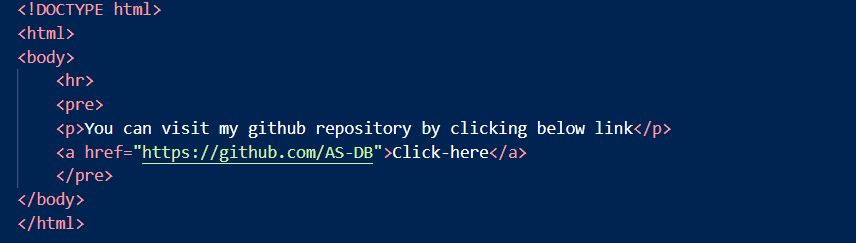 <!DOCTYPE html>
<html>
<body>
    <hr>
    <pre>
    <p>You can visit my github repository by clicking below link</p>
    <a href="https://github.com/AS-DB">Click-here</a>
    </pre>
</body>
</html>